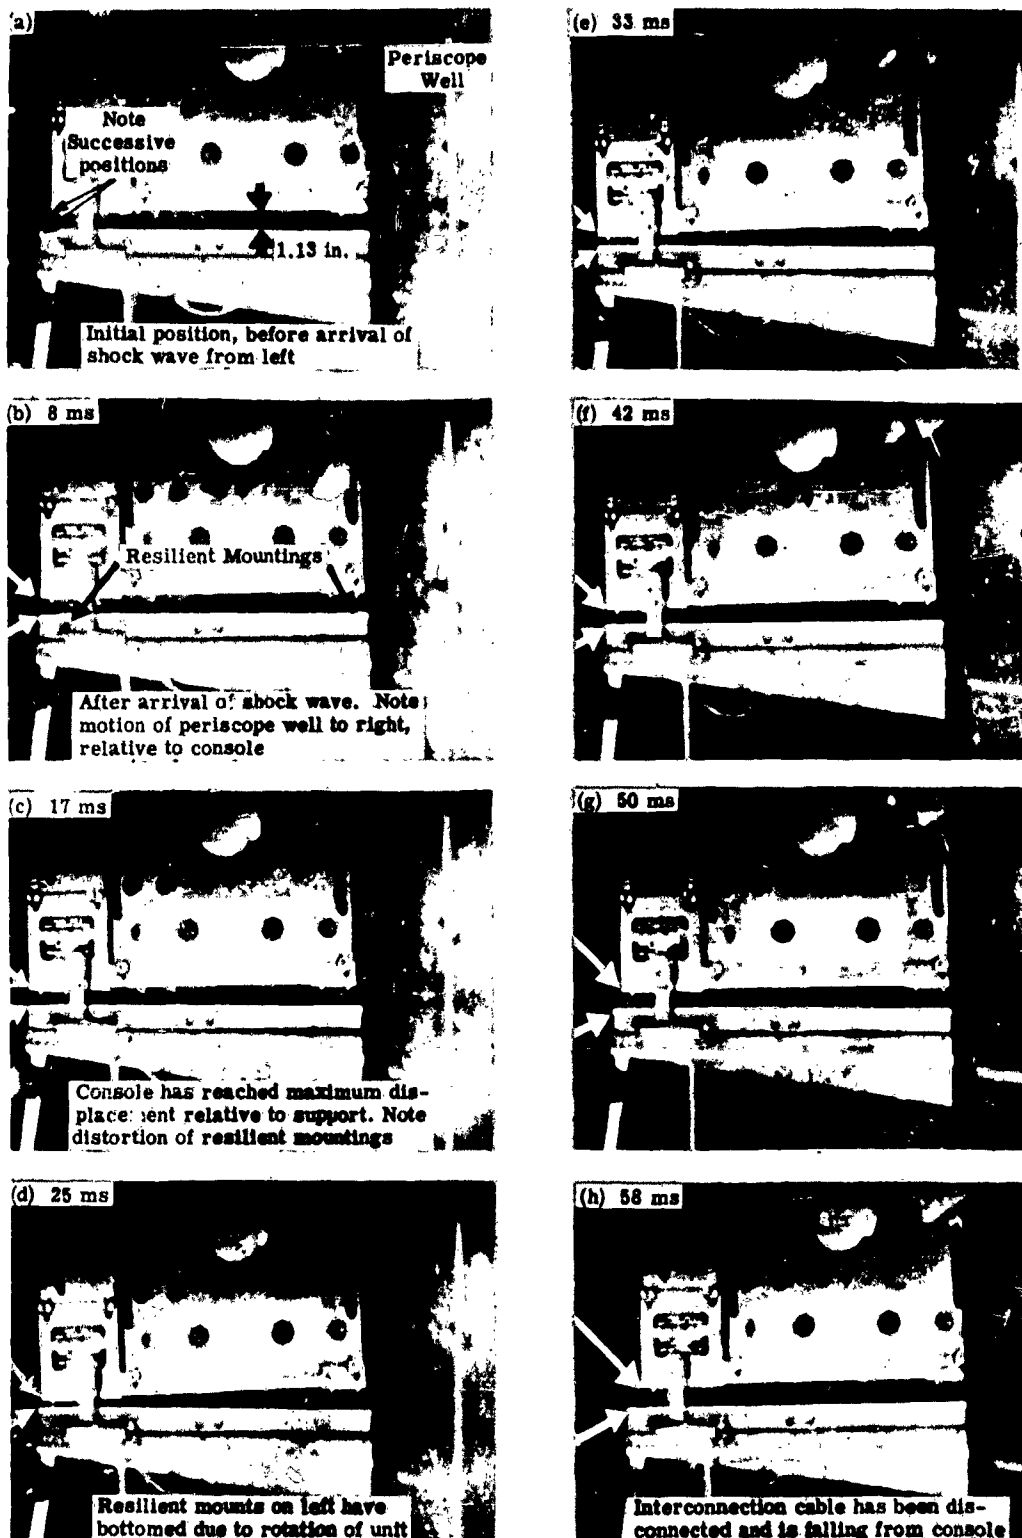 (a)
Periscope
Well
Note
Successive
positions
1.13 in.
Initial position, before arrival of
shock wave from left
(b) 8 ms
Resilient Mountings
After arrival of shock wave. Note
motion of periscope well to right,
relative to console
(c) 17 ms
Console has reached maximum dis-
placement relative to support. Note
distortion of resilient mountings
(d) 25 ms
Resilient mounts on left have
bottomed due to rotation of unit
(e) 33 ms
(f) 42 ms
(g) 50 ms
(h) 58 ms
Interconnection cable has been dis-
connected and is falling from console